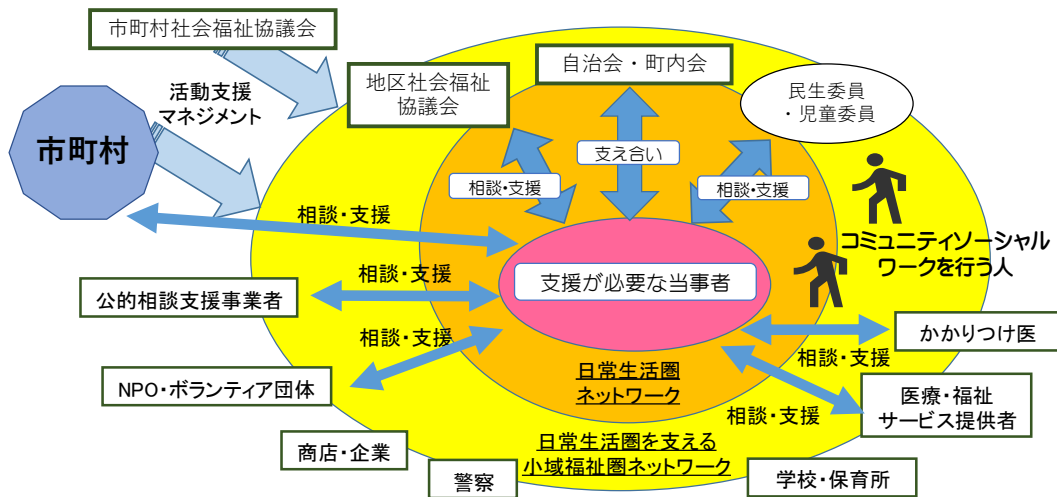 市町村社会福祉協議会
自治会・町内会
地区社会福祉
協議会
民生委員
・児童委員
活動支援
マネジメント
市町村
支え合い
相談・支援
相談・支援
相談・支援
コミュニティソーシャル
ワークを行う人
相談・支援
支援が必要な当事者
公的相談支援事業者
かかりつけ医
相談・支援
相談・支援
日常生活圏
ネットワーク
NPO・ボランティア団体
医療・福祉
サービス提供者
相談・支援
日常生活圏を支える
小域福祉圏ネットワーク
商店・企業
警察
学校・保育所